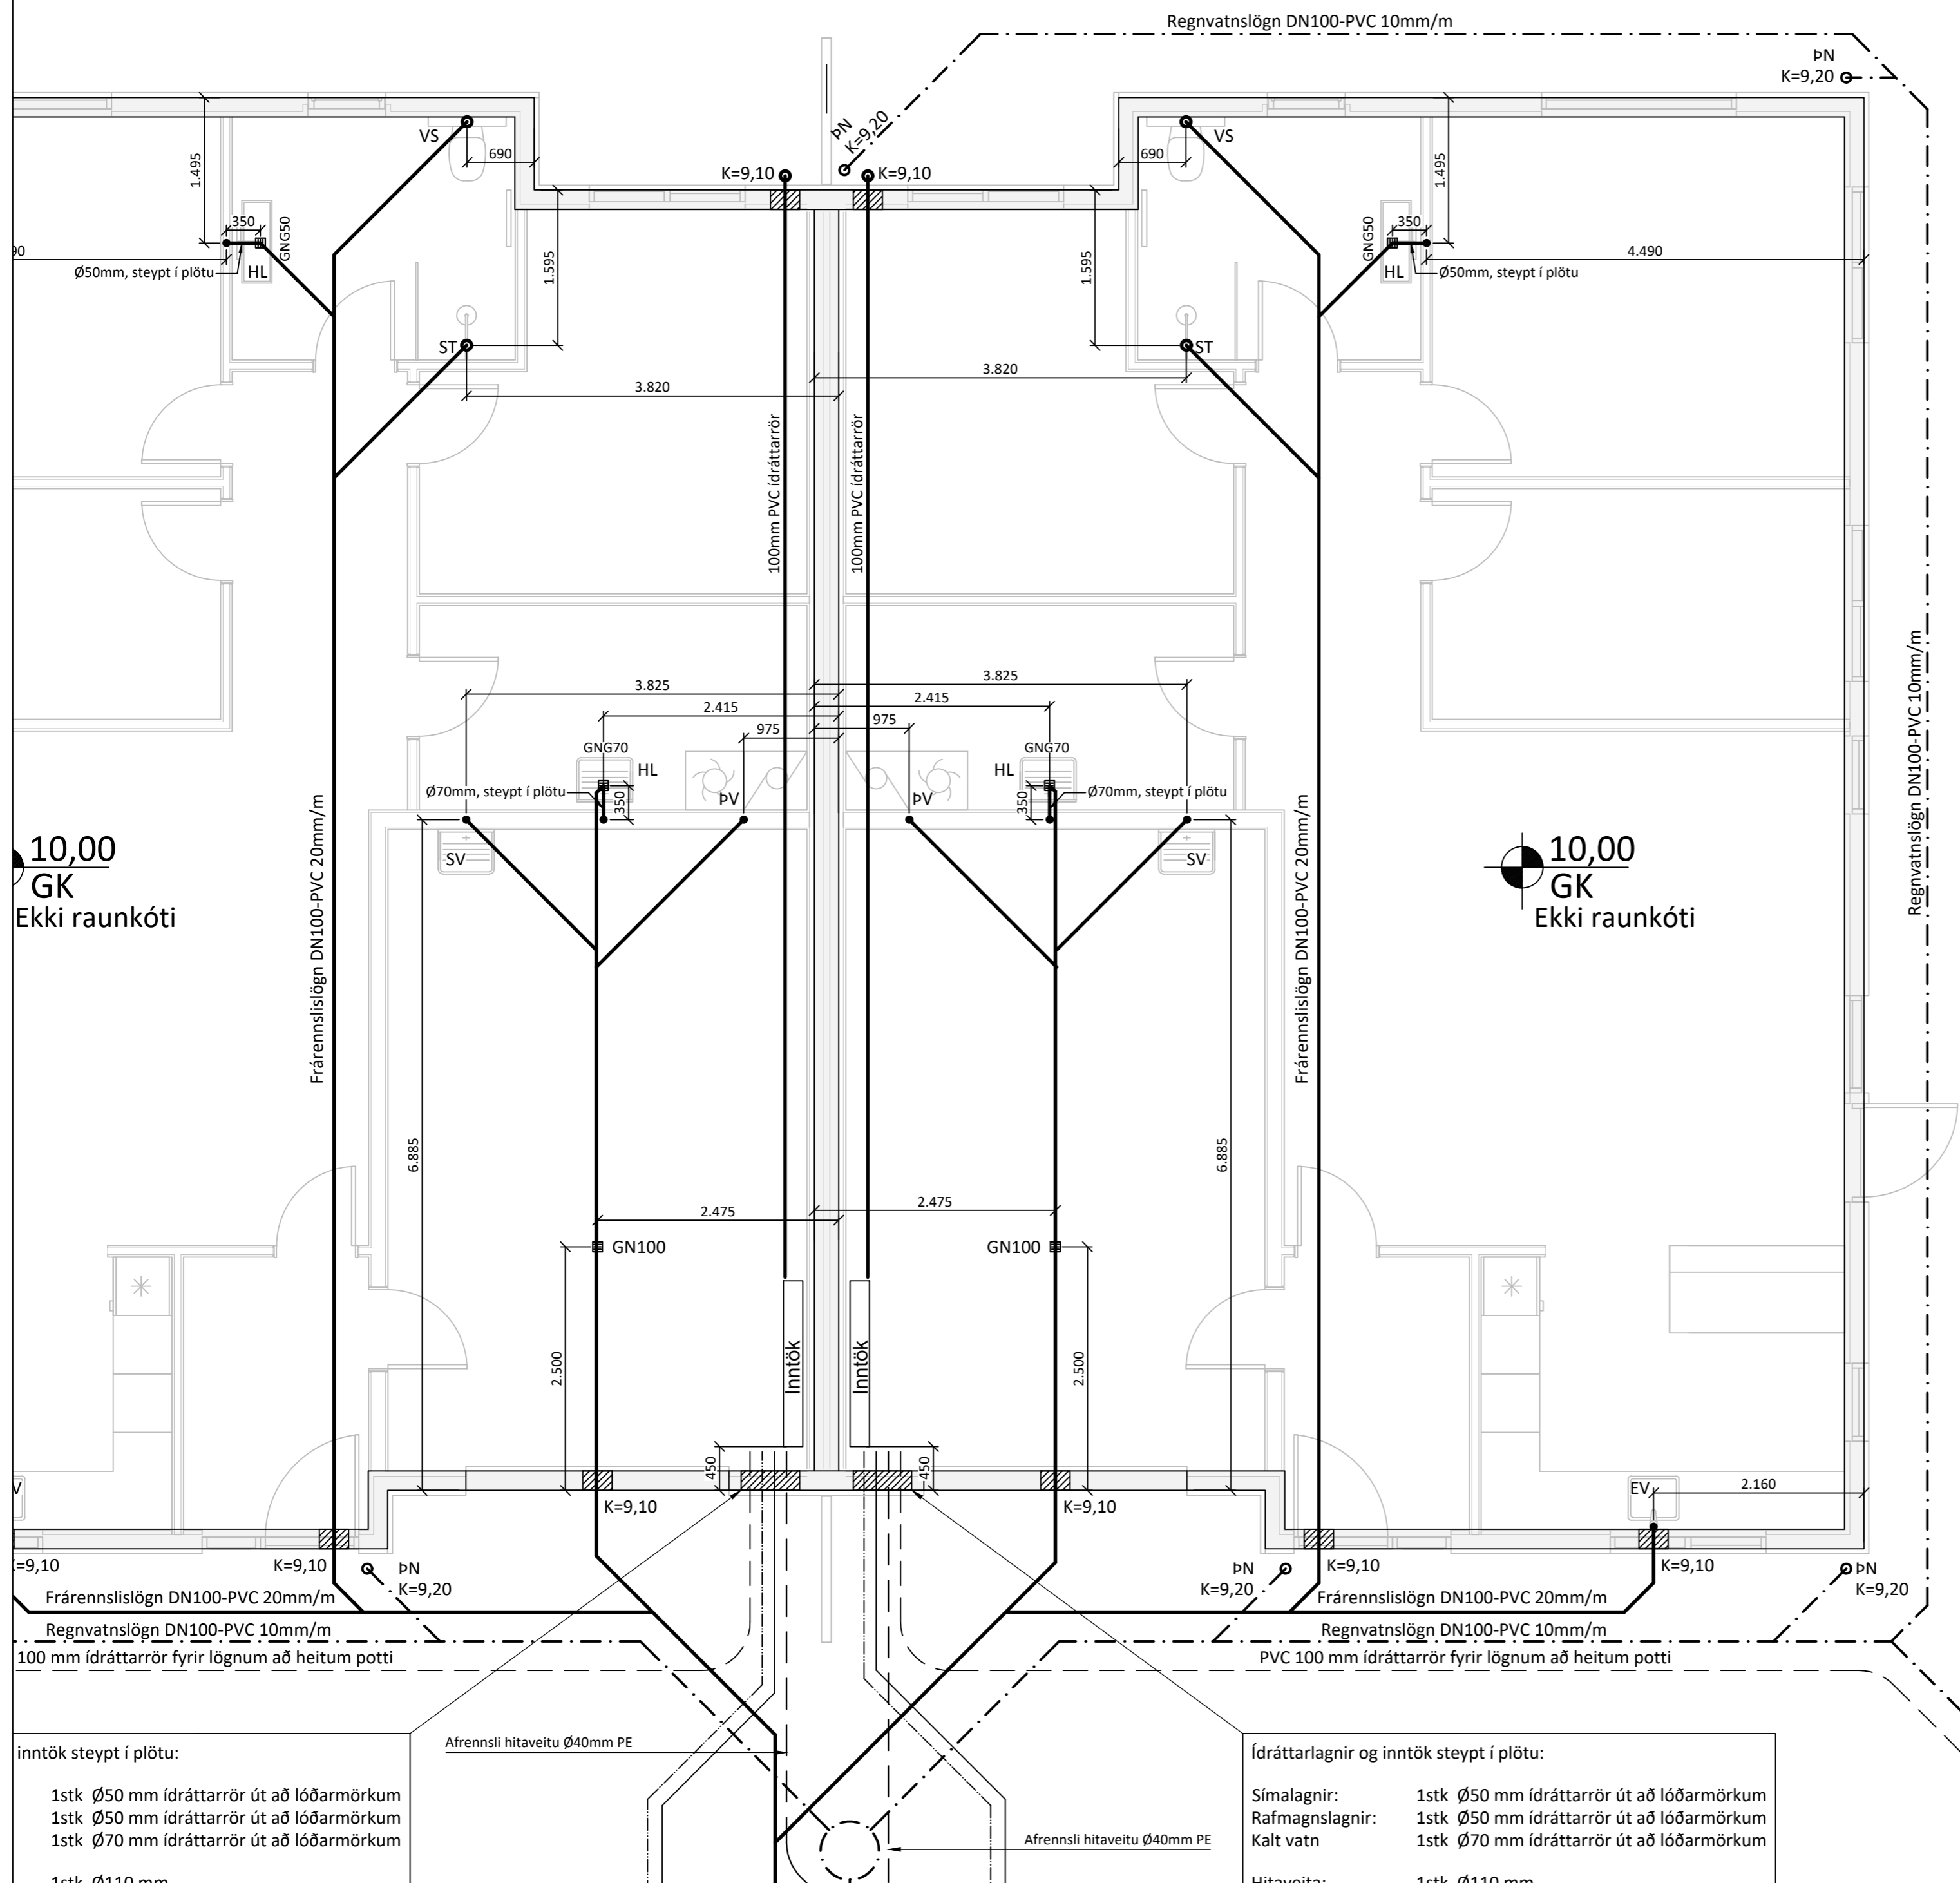 Regnvatnslögn DN100-PVC 10mm/m
ÞN
K=9,20
ÞN
K=9,20
VS
690
1.495
350
GNG50
HL
Ø50mm, steypt í plötu
90
K=9,10
K=9,10
690
VS
1.495
350
GNG50
HL
Ø50mm, steypt í plötu
4.490
1.595
1.595
ST
ST
3.820
3.820
100mm PVC ídráttarrör
100mm PVC ídráttarrör
3.825
3.825
2.415
2.415
975
975
GNG70
HL
GNG70
HL
Ø70mm, steypt í plötu
350
ÞV
ÞV
350
Ø70mm, steypt í plötu
SV
SV
10,00
GK
Ekki raunkóti
10,00
GK
Ekki raunkóti
Frárennslislögn DN100-PVC 20mm/m
Frárennslislögn DN100-PVC 20mm/m
Regnvatnslögn DN100-PVC 10mm/m
6.885
6.885
2.475
2.475
GN100
GN100
2.500
2.500
Inntök
Inntök
450
450
K=9,10
K=9,10
EV
2.160
V
K=9,10
K=9,10
ÞN
K=9,20
ÞN
K=9,20
K=9,10
K=9,10
ÞN
K=9,20
Frárennslislögn DN100-PVC 20mm/m
Frárennslislögn DN100-PVC 20mm/m
Regnvatnslögn DN100-PVC 10mm/m
Regnvatnslögn DN100-PVC 10mm/m
100 mm ídráttarrör fyrir lögnum að heitum potti
PVC 100 mm ídráttarrör fyrir lögnum að heitum potti
Afrennsli hitaveitu Ø40mm PE
Afrennsli hitaveitu Ø40mm PE
inntök steypt í plötu:
1stk Ø50 mm ídráttarrör út að lóðarmörkum
1stk Ø50 mm ídráttarrör út að lóðarmörkum
1stk Ø70 mm ídráttarrör út að lóðarmörkum
1stk Ø110 mm
Ídráttarlagnir og inntök steypt í plötu:
Símalagnir: 1stk Ø50 mm ídráttarrör út að lóðarmörkum
Rafmagnslagnir: 1stk Ø50 mm ídráttarrör út að lóðarmörkum
Kalt vatn 1stk Ø70 mm ídráttarrör út að lóðarmörkum
Hitaveita: 1stk Ø110 mm